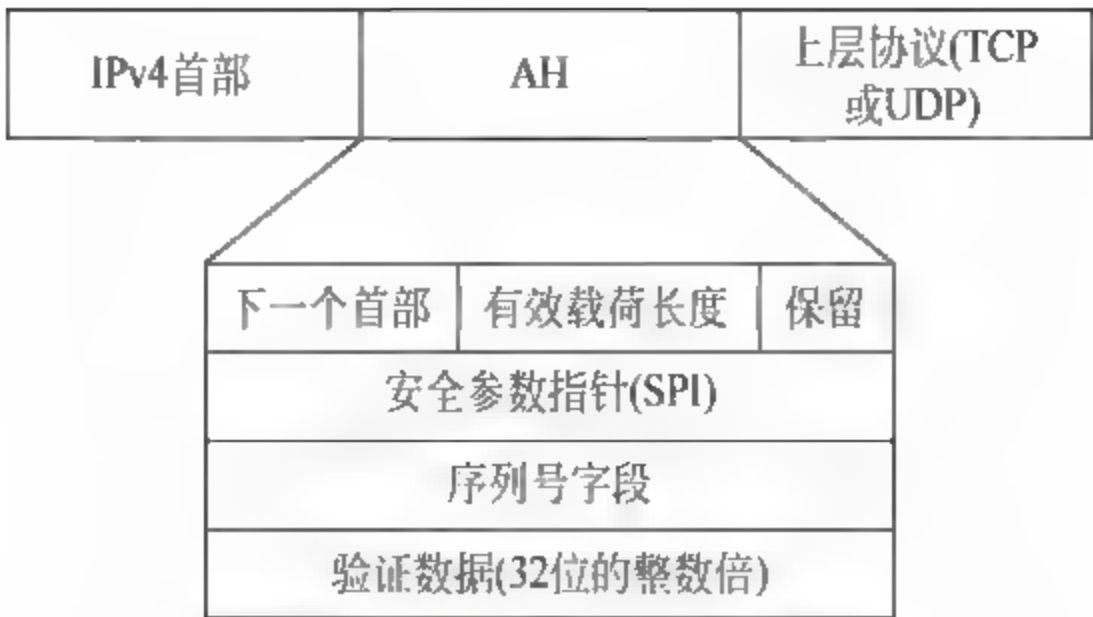 IPv4首部
AH
上层协议(TCP
或UDP)
下一个首部
有效载荷长度
保留
安全参数指针(SPI)
序列号字段
验证数据(32位的整数倍)